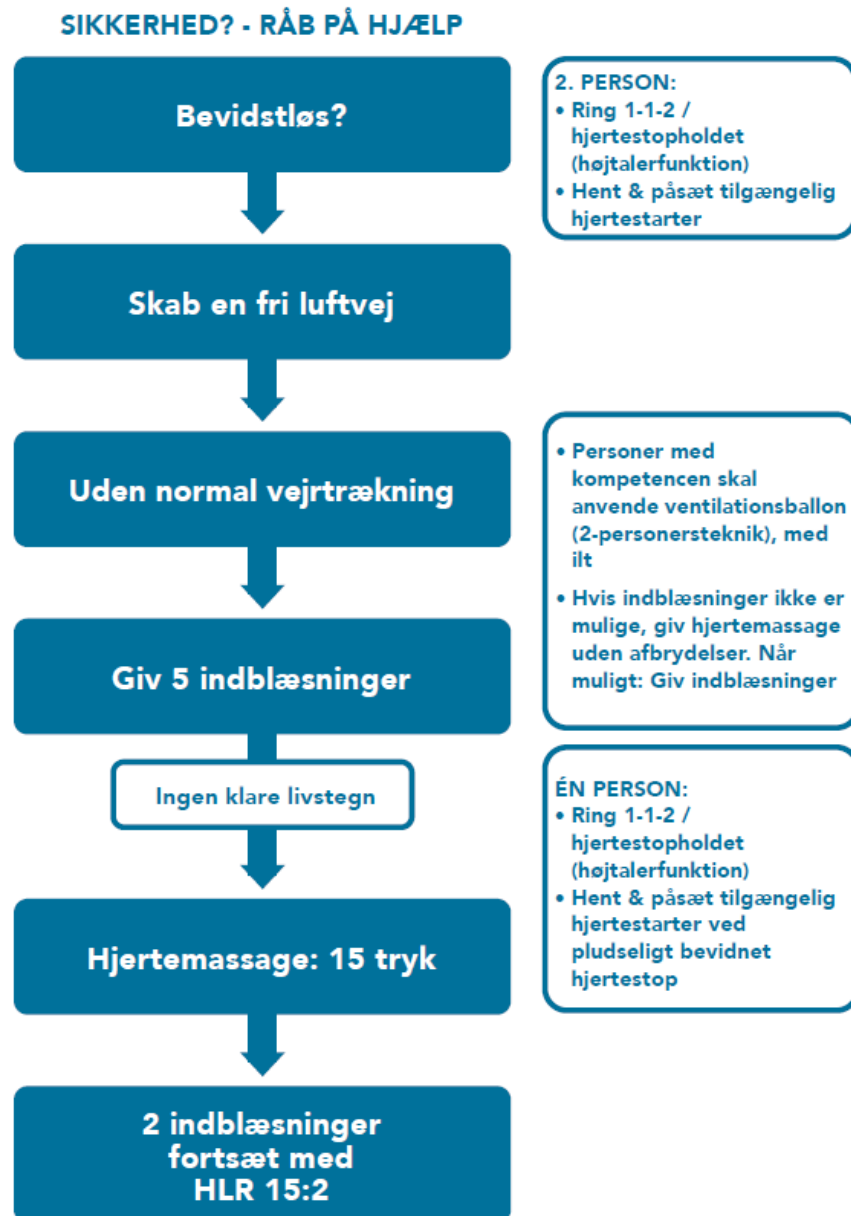 SIKKERHED? - RÅB PÅ HJÆLP
Bevidstløs?
2. PERSON:
• Ring 1-1-2 /
hjertestopholdet
(højtalerfunktion)
• Hent & påsæt tilgængelig
hjertestarter
Skab en fri luftvej
Uden normal vejrtrækning
• Personer med
kompetencen skal
anvende ventilationsballon
(2-personersteknik), med
ilt
• Hvis indblæsninger ikke er
mulige, giv hjertemassage
uden afbrydelser. Når
muligt: Giv indblæsninger
Giv 5 indblæsninger
Ingen klare livstegn
ÉN PERSON:
• Ring 1-1-2 /
hjertestopholdet
(højtalerfunktion)
• Hent & påsæt tilgængelig
hjertestarter ved
pludseligt bevidnet
hjertestop
Hjertemassage: 15 tryk
2 indblæsninger
fortsæt med
HLR 15:2